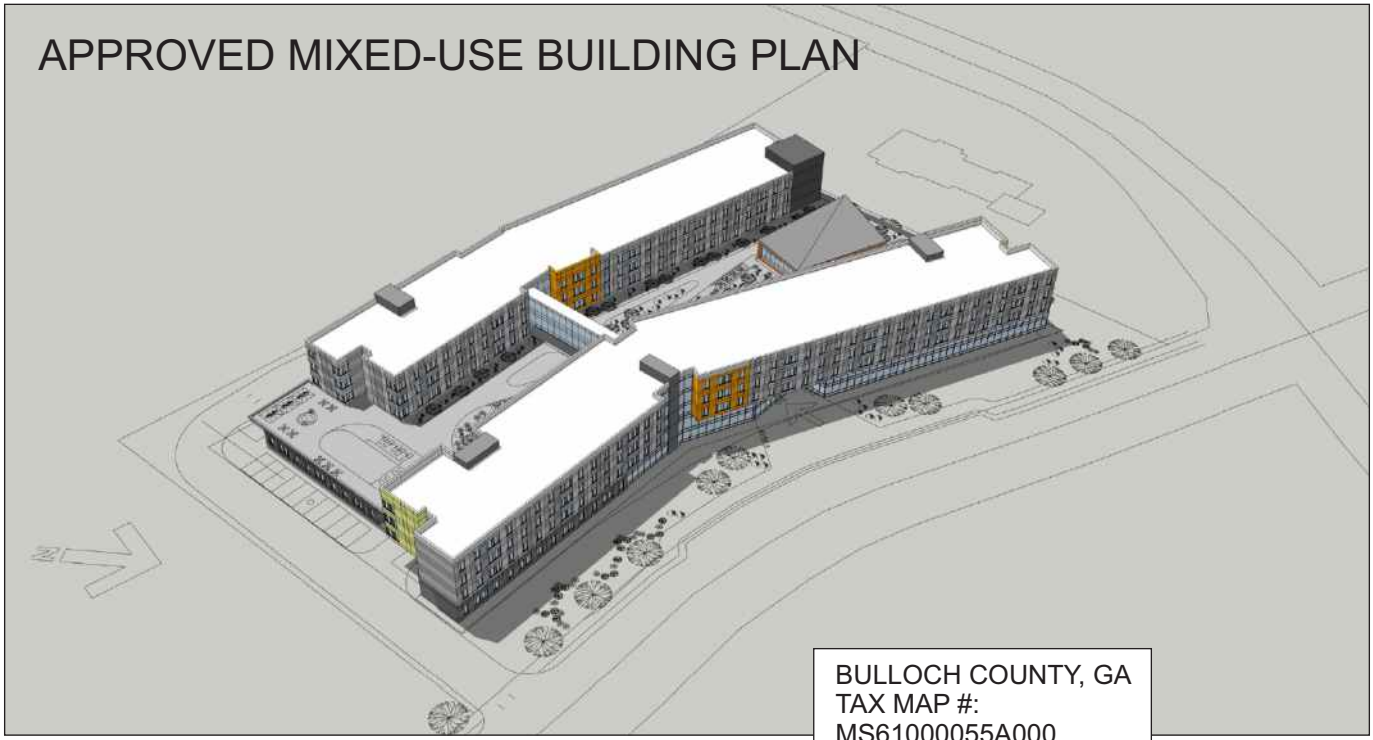 APPROVED MIXED-USE BUILDING PLAN
N
BULLOCH COUNTY, GA
TAX MAP #:
MS61000055A000